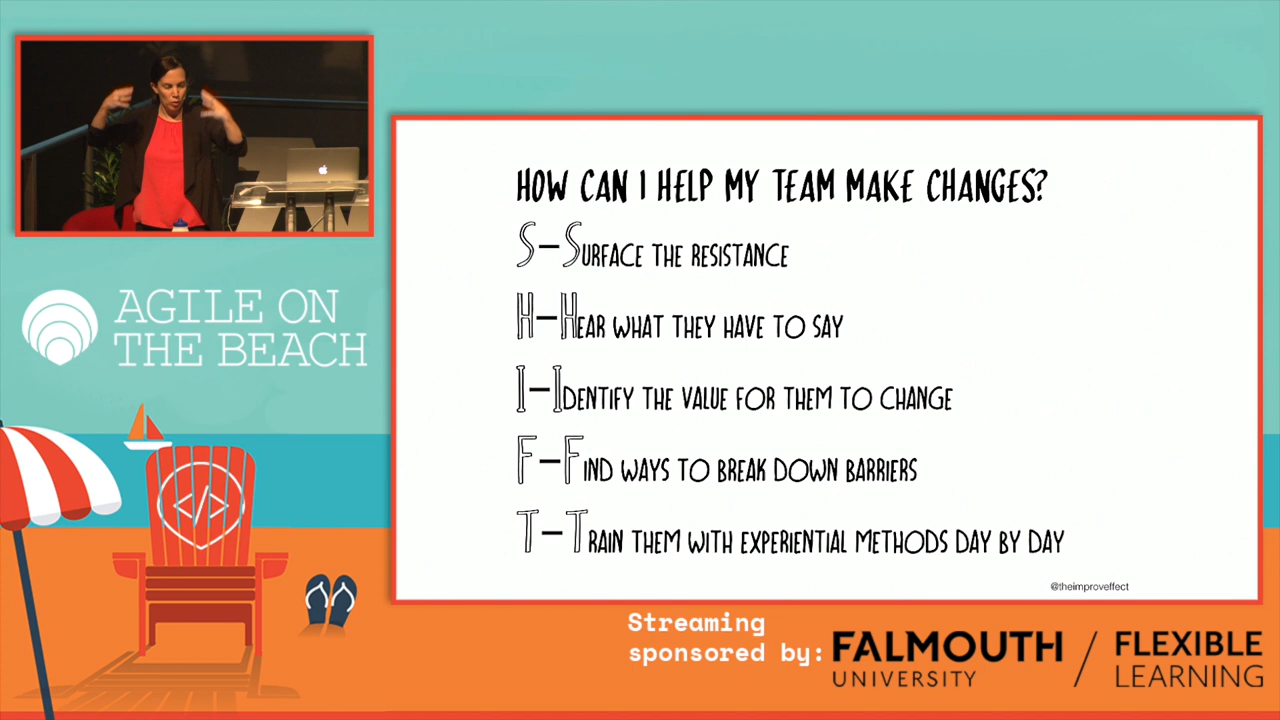 HOW CAN I HELP MY TEAM MAKE CHANGES?
S-SURFACE THE RESISTANCE
H-HEAR WHAT THEY HAVE TO SAY
I-IDENTIFY THE VALUE FOR THEM TO CHANGE
F-FIND WAYS TO BREAK DOWN BARRIERS
T-TRAIN THEM WITH EXPERIENTIAL METHODS DAY BY DAY
@theimproveffect
AGILE ON
THE BEACH
</>
Streaming
sponsored by:
FALMOUTH
UNIVERSITY
/
FLEXIBLE
LEARNING